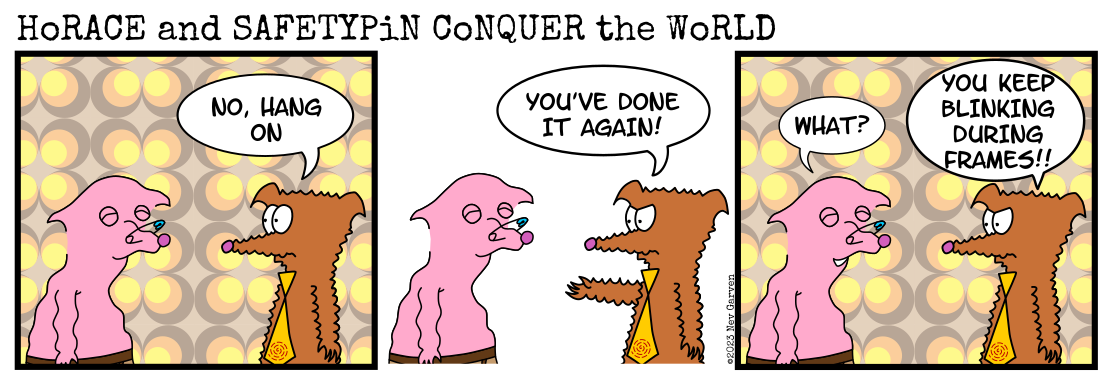 HoRACE and SAFETYPiN CoNQUER the WoRLD
NO, HANG
ON
YOU'VE DONE
IT AGAIN!
©2023 Nev Garven
WHAT?
YOU KEEP
BLINKING
DURING
FRAMES!!